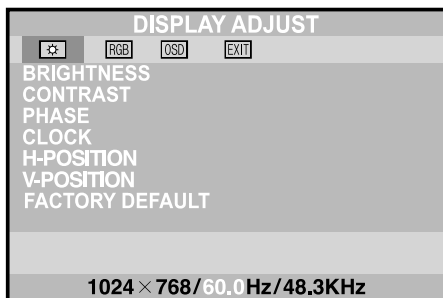 DISPLAY ADJUST
RGB OSD EXIT
BRIGHTNESS
CONTRAST
PHASE
CLOCK
H-POSITION
V-POSITION
FACTORY DEFAULT
1024×768/60.0Hz/48.3KHz